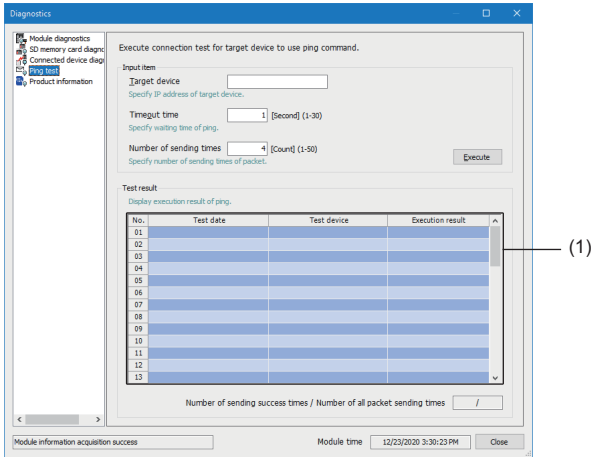 Diagnostics
Module diagnostics
SD memory card diagnc
Connected device diagr
Ping test
Product information
Execute connection test for target device to use ping command.
Input item
Target device
Specify IP address of target device.
Timeout time 1 [Second] (1-30)
Specify waiting time of ping.
Number of sending times 4 [Count] (1-50)
Specify number of sending times of packet.
Execute
Test result
Display execution result of ping.
No. Test date Test device Execution result
01
02
03
04
05
06
07
08
09
10
11
12
13
(1)
Number of sending success times / Number of all packet sending times /
Module information acquisition success
Module time 12/23/2020 3:30:23 PM Close